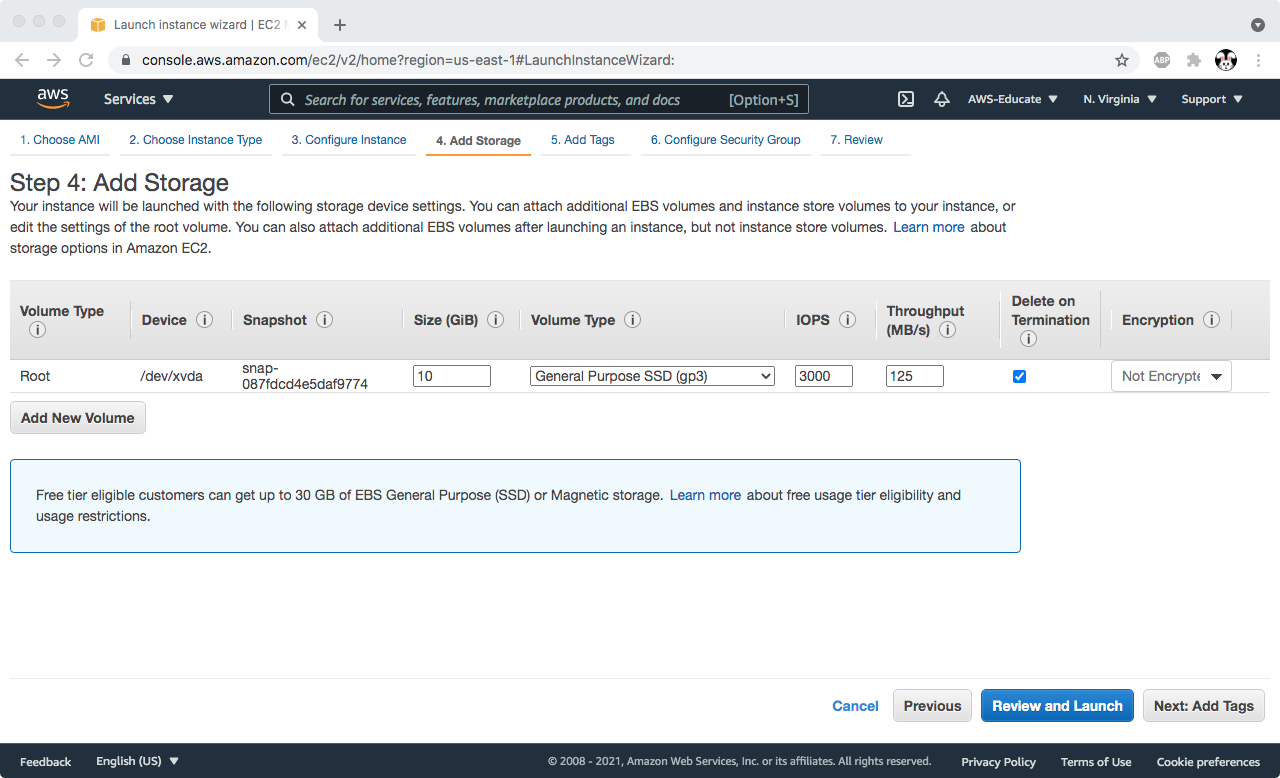 Launch instance wizard | EC2
console.aws.amazon.com/ec2/v2/home?region=us-east-1#LaunchInstanceWizard:
ABP
aws
Services
Search for services, features, marketplace products, and docs
[Option+S]
AWS-Educate
N. Virginia
Support
1. Choose AMI
2. Choose Instance Type
3. Configure Instance
4. Add Storage
5. Add Tags
6. Configure Security Group
7. Review
Step 4: Add Storage
Your instance will be launched with the following storage device settings. You can attach additional EBS volumes and instance store volumes to your instance, or
edit the settings of the root volume. You can also attach additional EBS volumes after launching an instance, but not instance store volumes. Learn more about
storage options in Amazon EC2.
Volume Type
Device
Snapshot
Size (GiB)
Volume Type
IOPS
Throughput
(MB/s)
Delete on
Termination
Encryption
Root
/dev/xvda
snap-
087fdcd4e5daf9774
10
General Purpose SSD (gp3)
3000
125
Not Encrypte
Add New Volume
Free tier eligible customers can get up to 30 GB of EBS General Purpose (SSD) or Magnetic storage. Learn more about free usage tier eligibility and
usage restrictions.
Cancel
Previous
Review and Launch
Next: Add Tags
Feedback
English (US)
© 2008 - 2021, Amazon Web Services, Inc. or its affiliates. All rights reserved.
Privacy Policy
Terms of Use
Cookie preferences